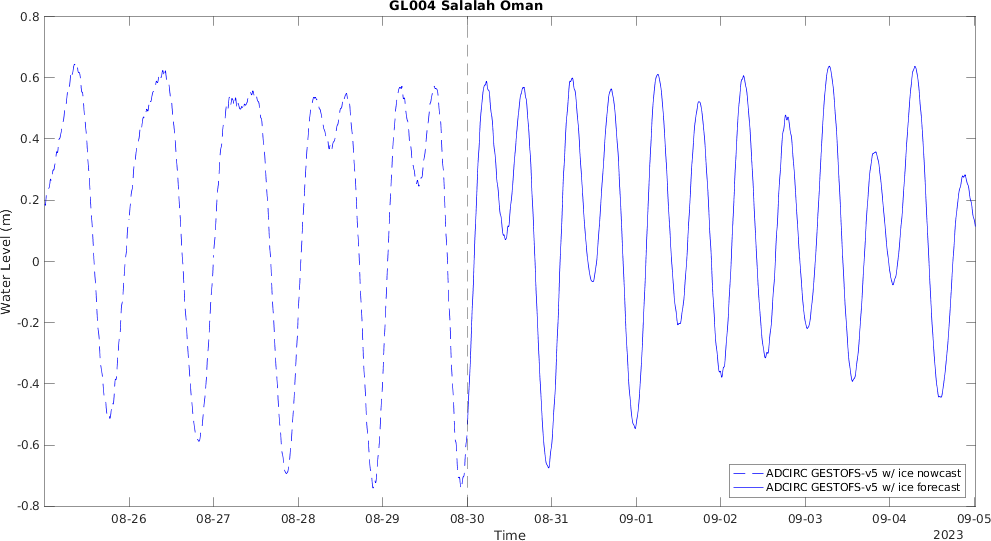 GL004 Salalah Oman
0.8
0.6
0.4
0.2
0
-0.2
-0.4
-0.6
-0.8
Water Level (m)
ADCIRC GESTOFS-v5 w/ ice nowcast
ADCIRC GESTOFS-v5 w/ ice forecast
08-26 08-27 08-28 08-29 08-30 08-31 09-01 09-02 09-03 09-04 09-05
Time
2023